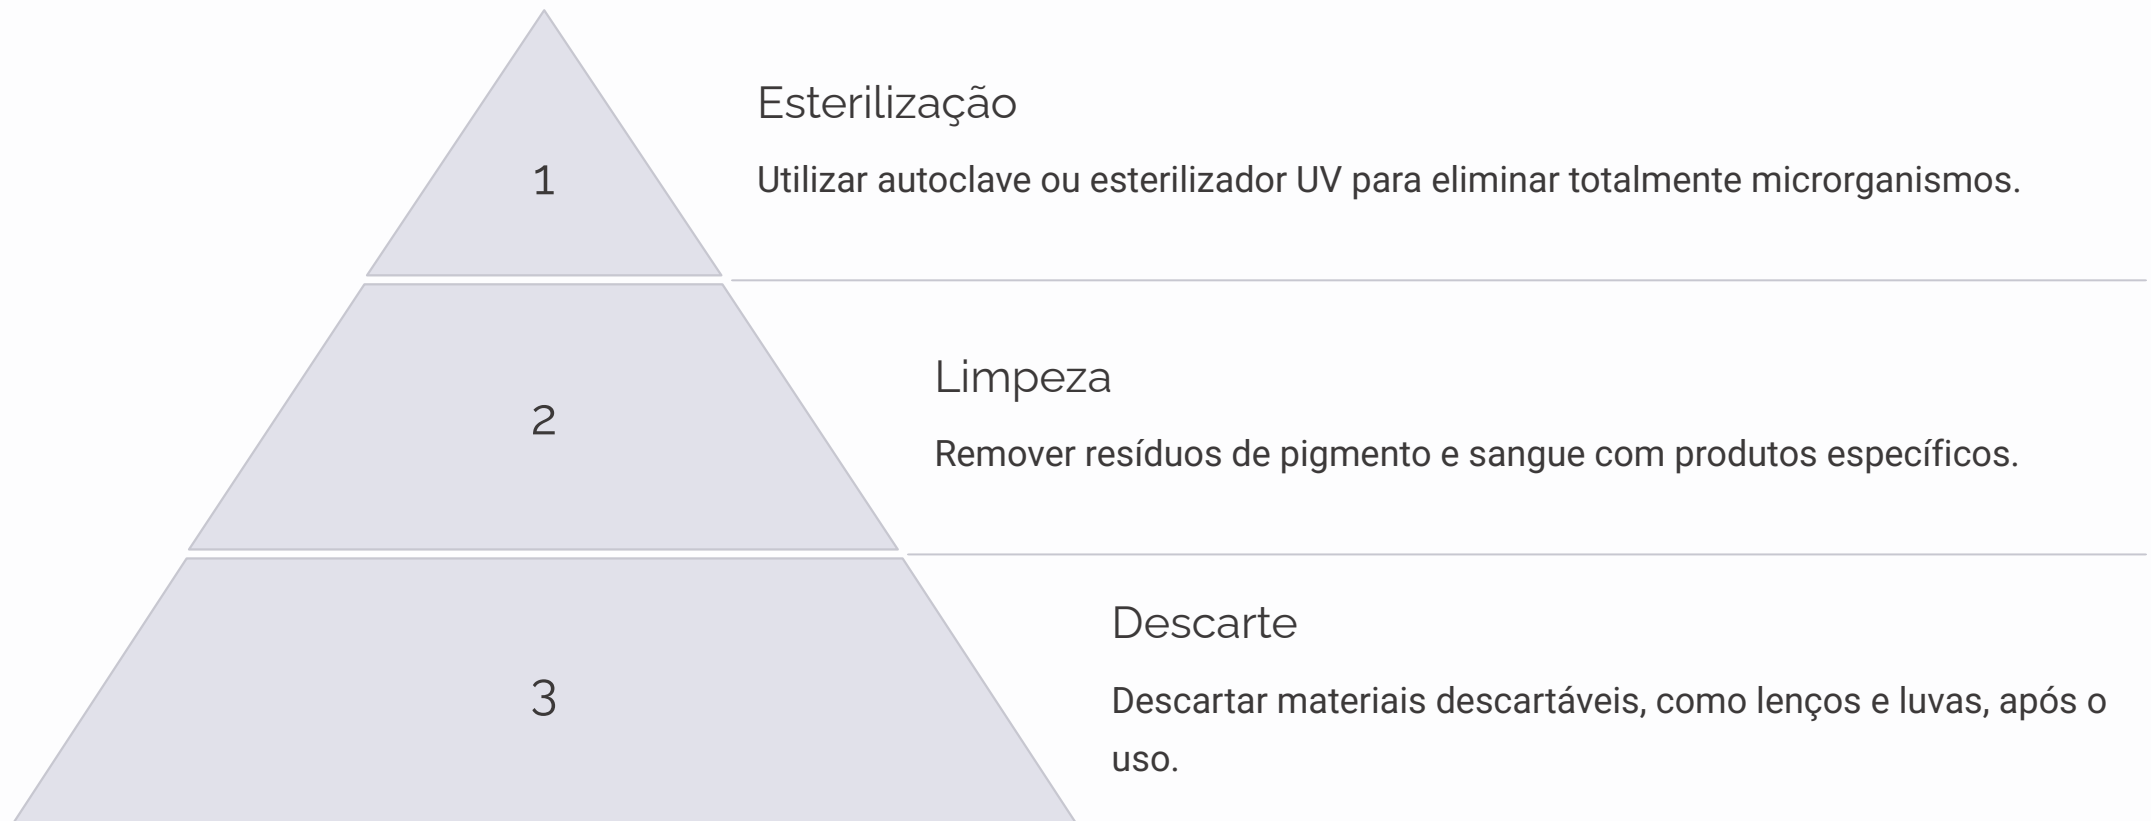 Esterilização
1
Utilizar autoclave ou esterilizador UV para eliminar totalmente microrganismos.
Limpeza
2
Remover resíduos de pigmento e sangue com produtos específicos.
Descarte
3
Descartar materiais descartáveis, como lenços e luvas, após o
uso.